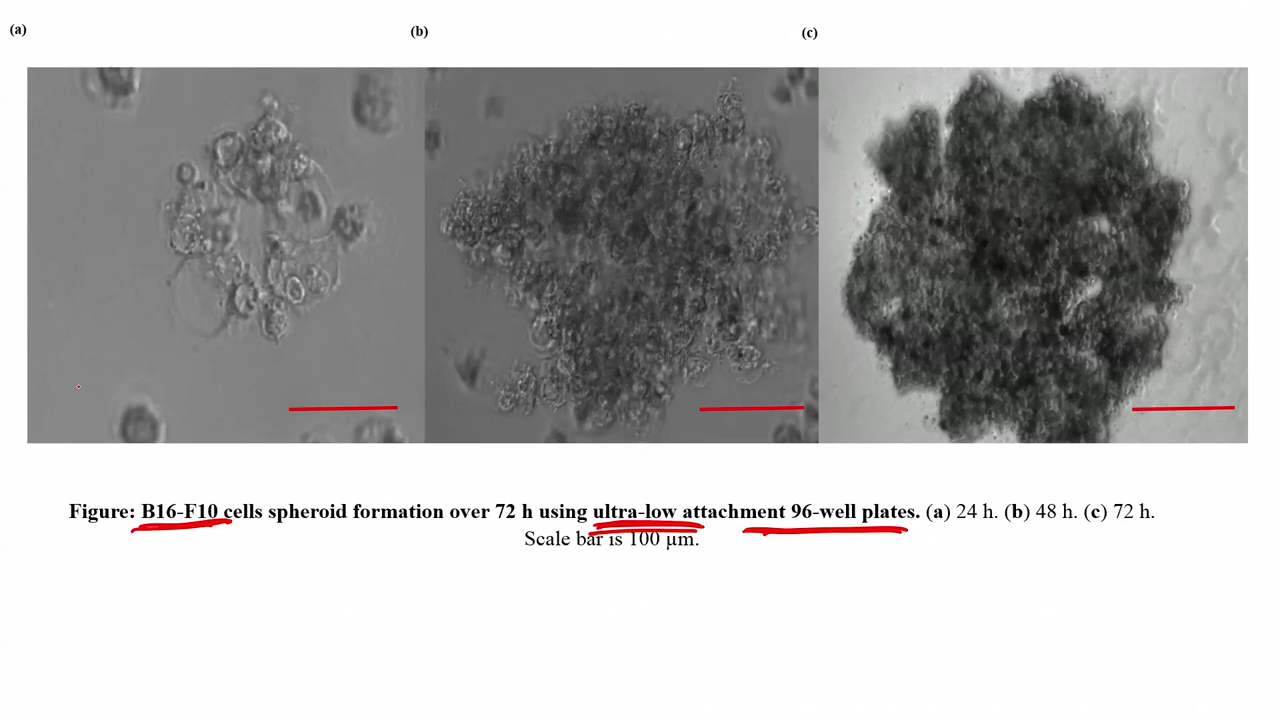 (a)
(b)
(c)
Figure: B16-F10 cells spheroid formation over 72 h using ultra-low attachment 96-well plates. (a) 24 h. (b) 48 h. (c) 72 h.
Scale bar is 100 µm.